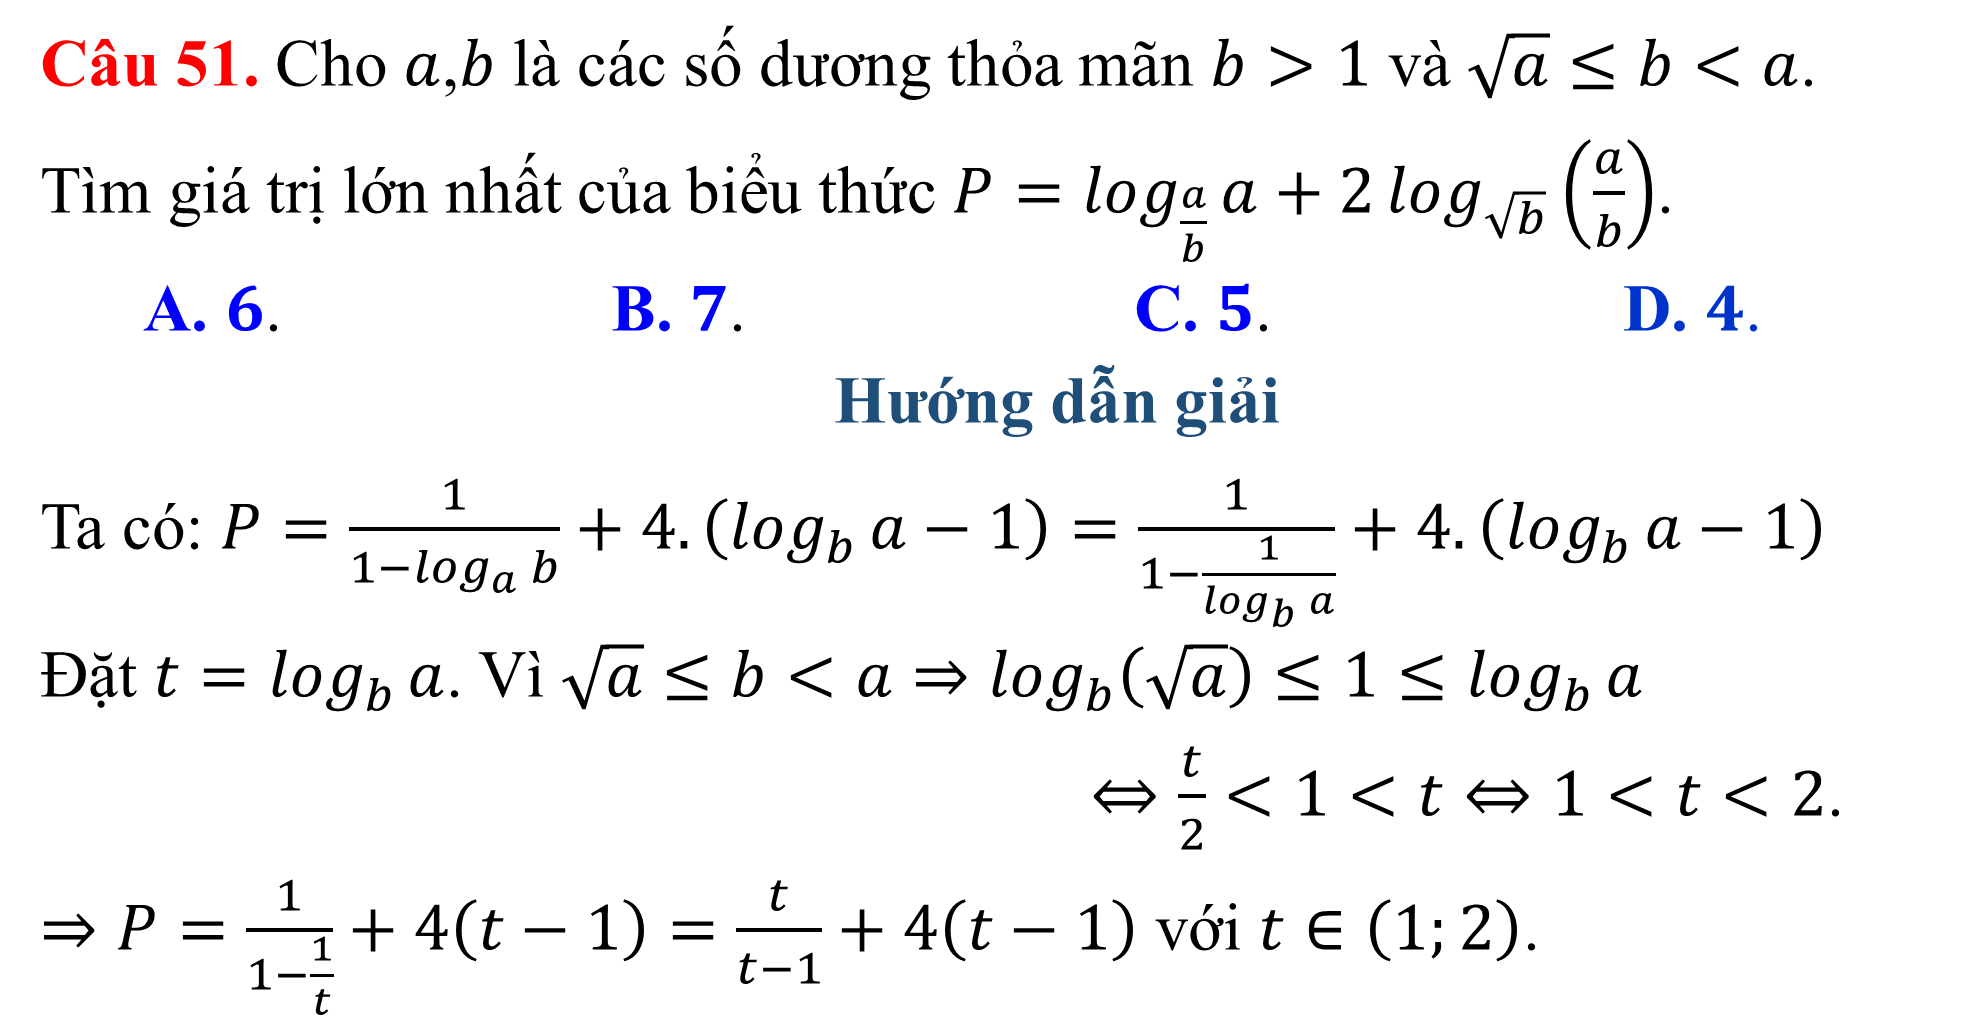 Câu 51. Cho a,b là các số dương thỏa mãn b > 1 và √a ≤ b < a.
Tìm giá trị lớn nhất của biểu thức P = log_{a/b} a + 2 log_{√b} (a/b).
A. 6. B. 7. C. 5. D. 4.
Hướng dẫn giải
Ta có: P = 1/(1−log_a b) + 4.(log_b a − 1) = 1/(1−1/(log_b a)) + 4.(log_b a − 1)
Đặt t = log_b a. Vì √a ≤ b < a ⇒ log_b(√a) ≤ 1 ≤ log_b a
⇔ t/2 < 1 < t ⇔ 1 < t < 2.
⇒ P = 1/(1−1/t) + 4(t − 1) = t/(t−1) + 4(t − 1) với t ∈ (1; 2).